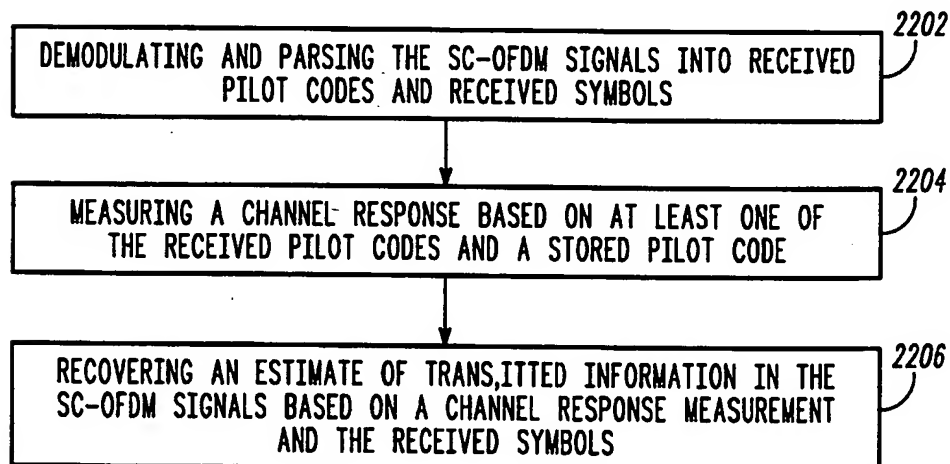 2202
DEMODULATING AND PARSING THE SC-OFDM SIGNALS INTO RECEIVED
PILOT CODES AND RECEIVED SYMBOLS
2204
MEASURING A CHANNEL RESPONSE BASED ON AT LEAST ONE OF
THE RECEIVED PILOT CODES AND A STORED PILOT CODE
2206
RECOVERING AN ESTIMATE OF TRANS,ITTED INFORMATION IN THE
SC-OFDM SIGNALS BASED ON A CHANNEL RESPONSE MEASUREMENT
AND THE RECEIVED SYMBOLS